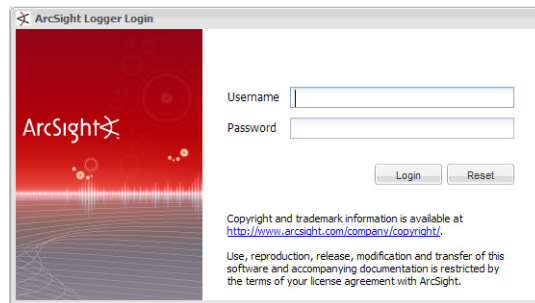 ArcSight Logger Login
ArcSight
Username
Password
Login Reset
Copyright and trademark information is available at
http://www.arcsight.com/company/copyright/.
Use, reproduction, release, modification and transfer of this
software and accompanying documentation is restricted by
the terms of your license agreement with ArcSight.